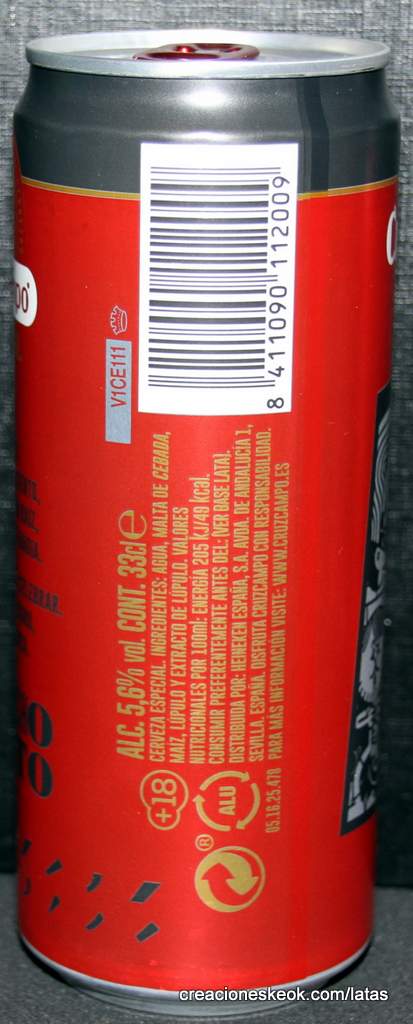 8 411090 112009
V1CE111
ALC. 5,6% vol. CONT. 33cl e
CERVEZA ESPECIAL. INGREDIENTES: AGUA, MALTA DE CEBADA,
MAÍZ, LÚPULO Y EXTRACTO DE LÚPULO. VALORES
NUTRICIONALES POR 100ml: ENERGÍA 205 kJ/49 kcal.
CONSUMIR PREFERENTEMENTE ANTES DEL: (VER BASE LATA).
DISTRIBUIDA POR: HEINEKEN ESPAÑA, S.A. AVDA. DE ANDALUCÍA 1,
SEVILLA. ESPAÑA. DISFRUTA CRUZCAMPO CON RESPONSABILIDAD.
PARA MÁS INFORMACIÓN VISITE: WWW.CRUZCAMPO.ES
+18
ALU
05.16.25.470
®
creacioneskeok.com/latas